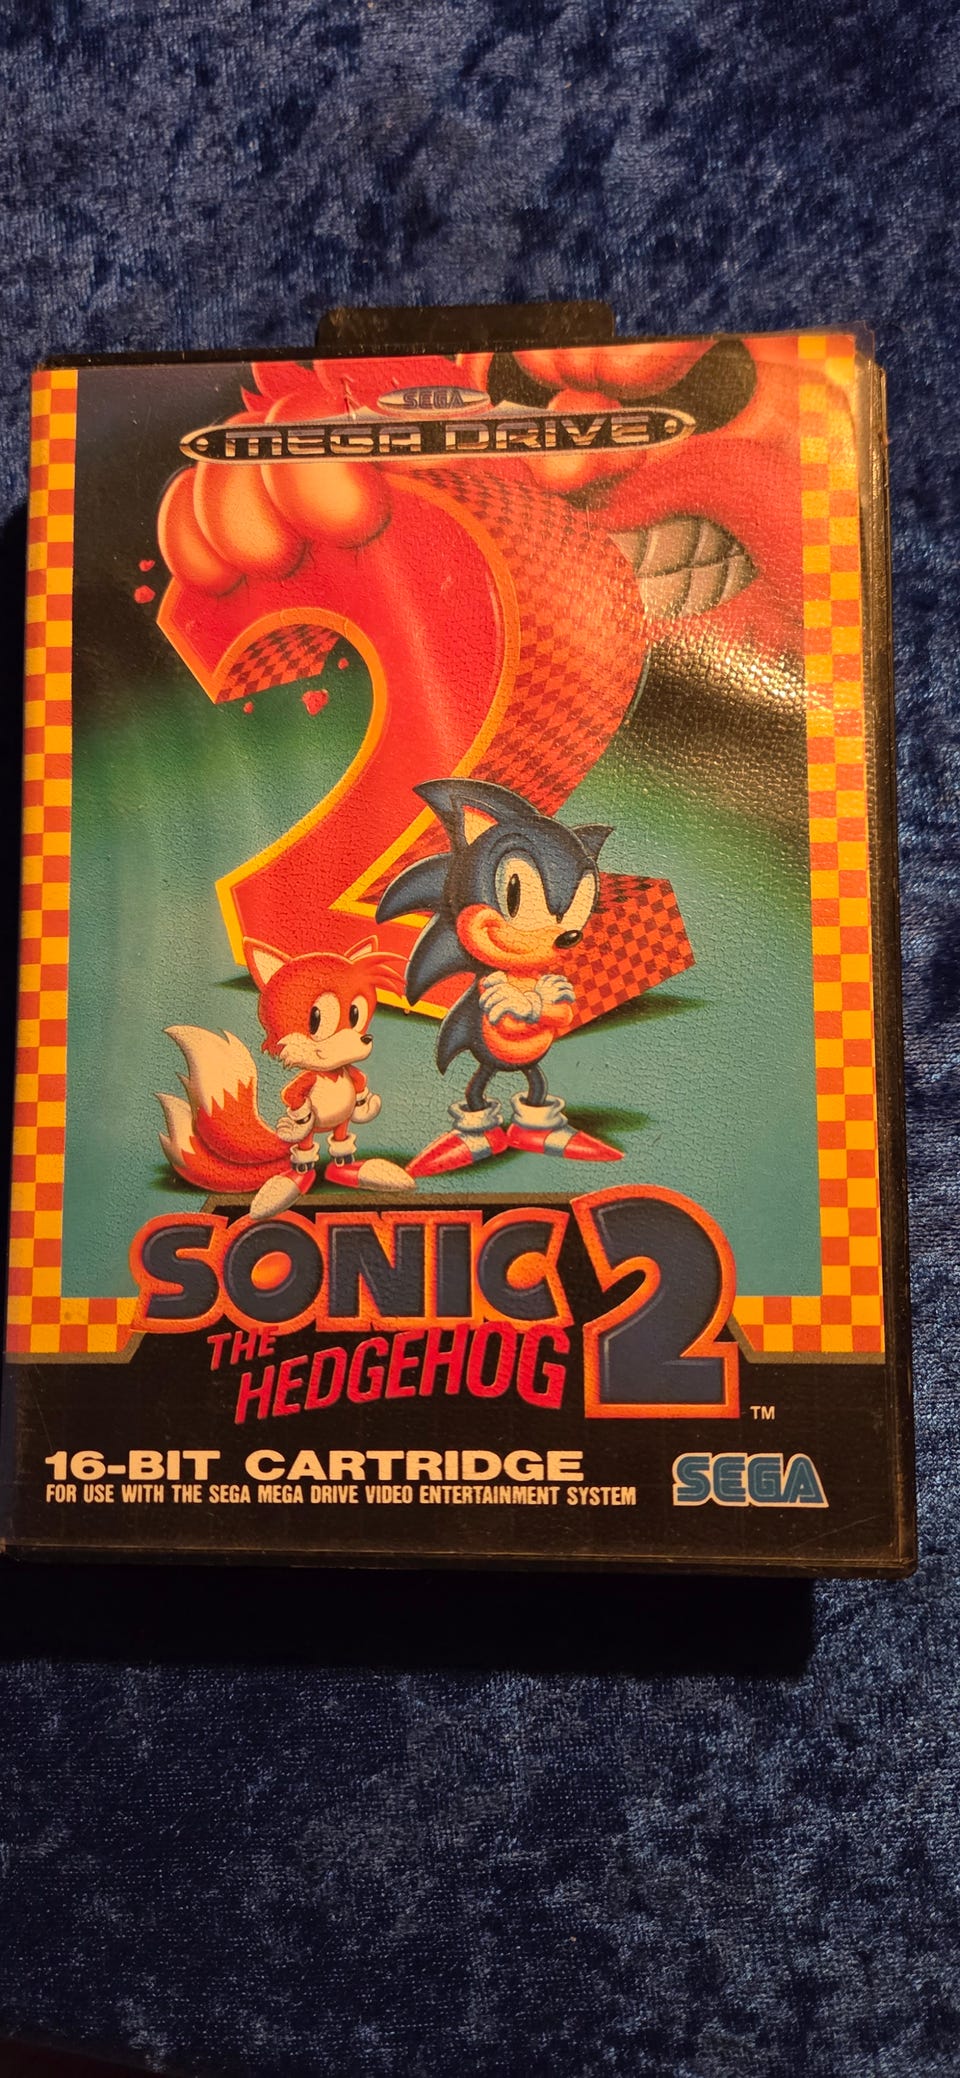 SEGA
MEGA DRIVE
SONIC
THE
HEDGEHOG
2
TM
16-BIT CARTRIDGE
FOR USE WITH THE SEGA MEGA DRIVE VIDEO ENTERTAINMENT SYSTEM
SEGA